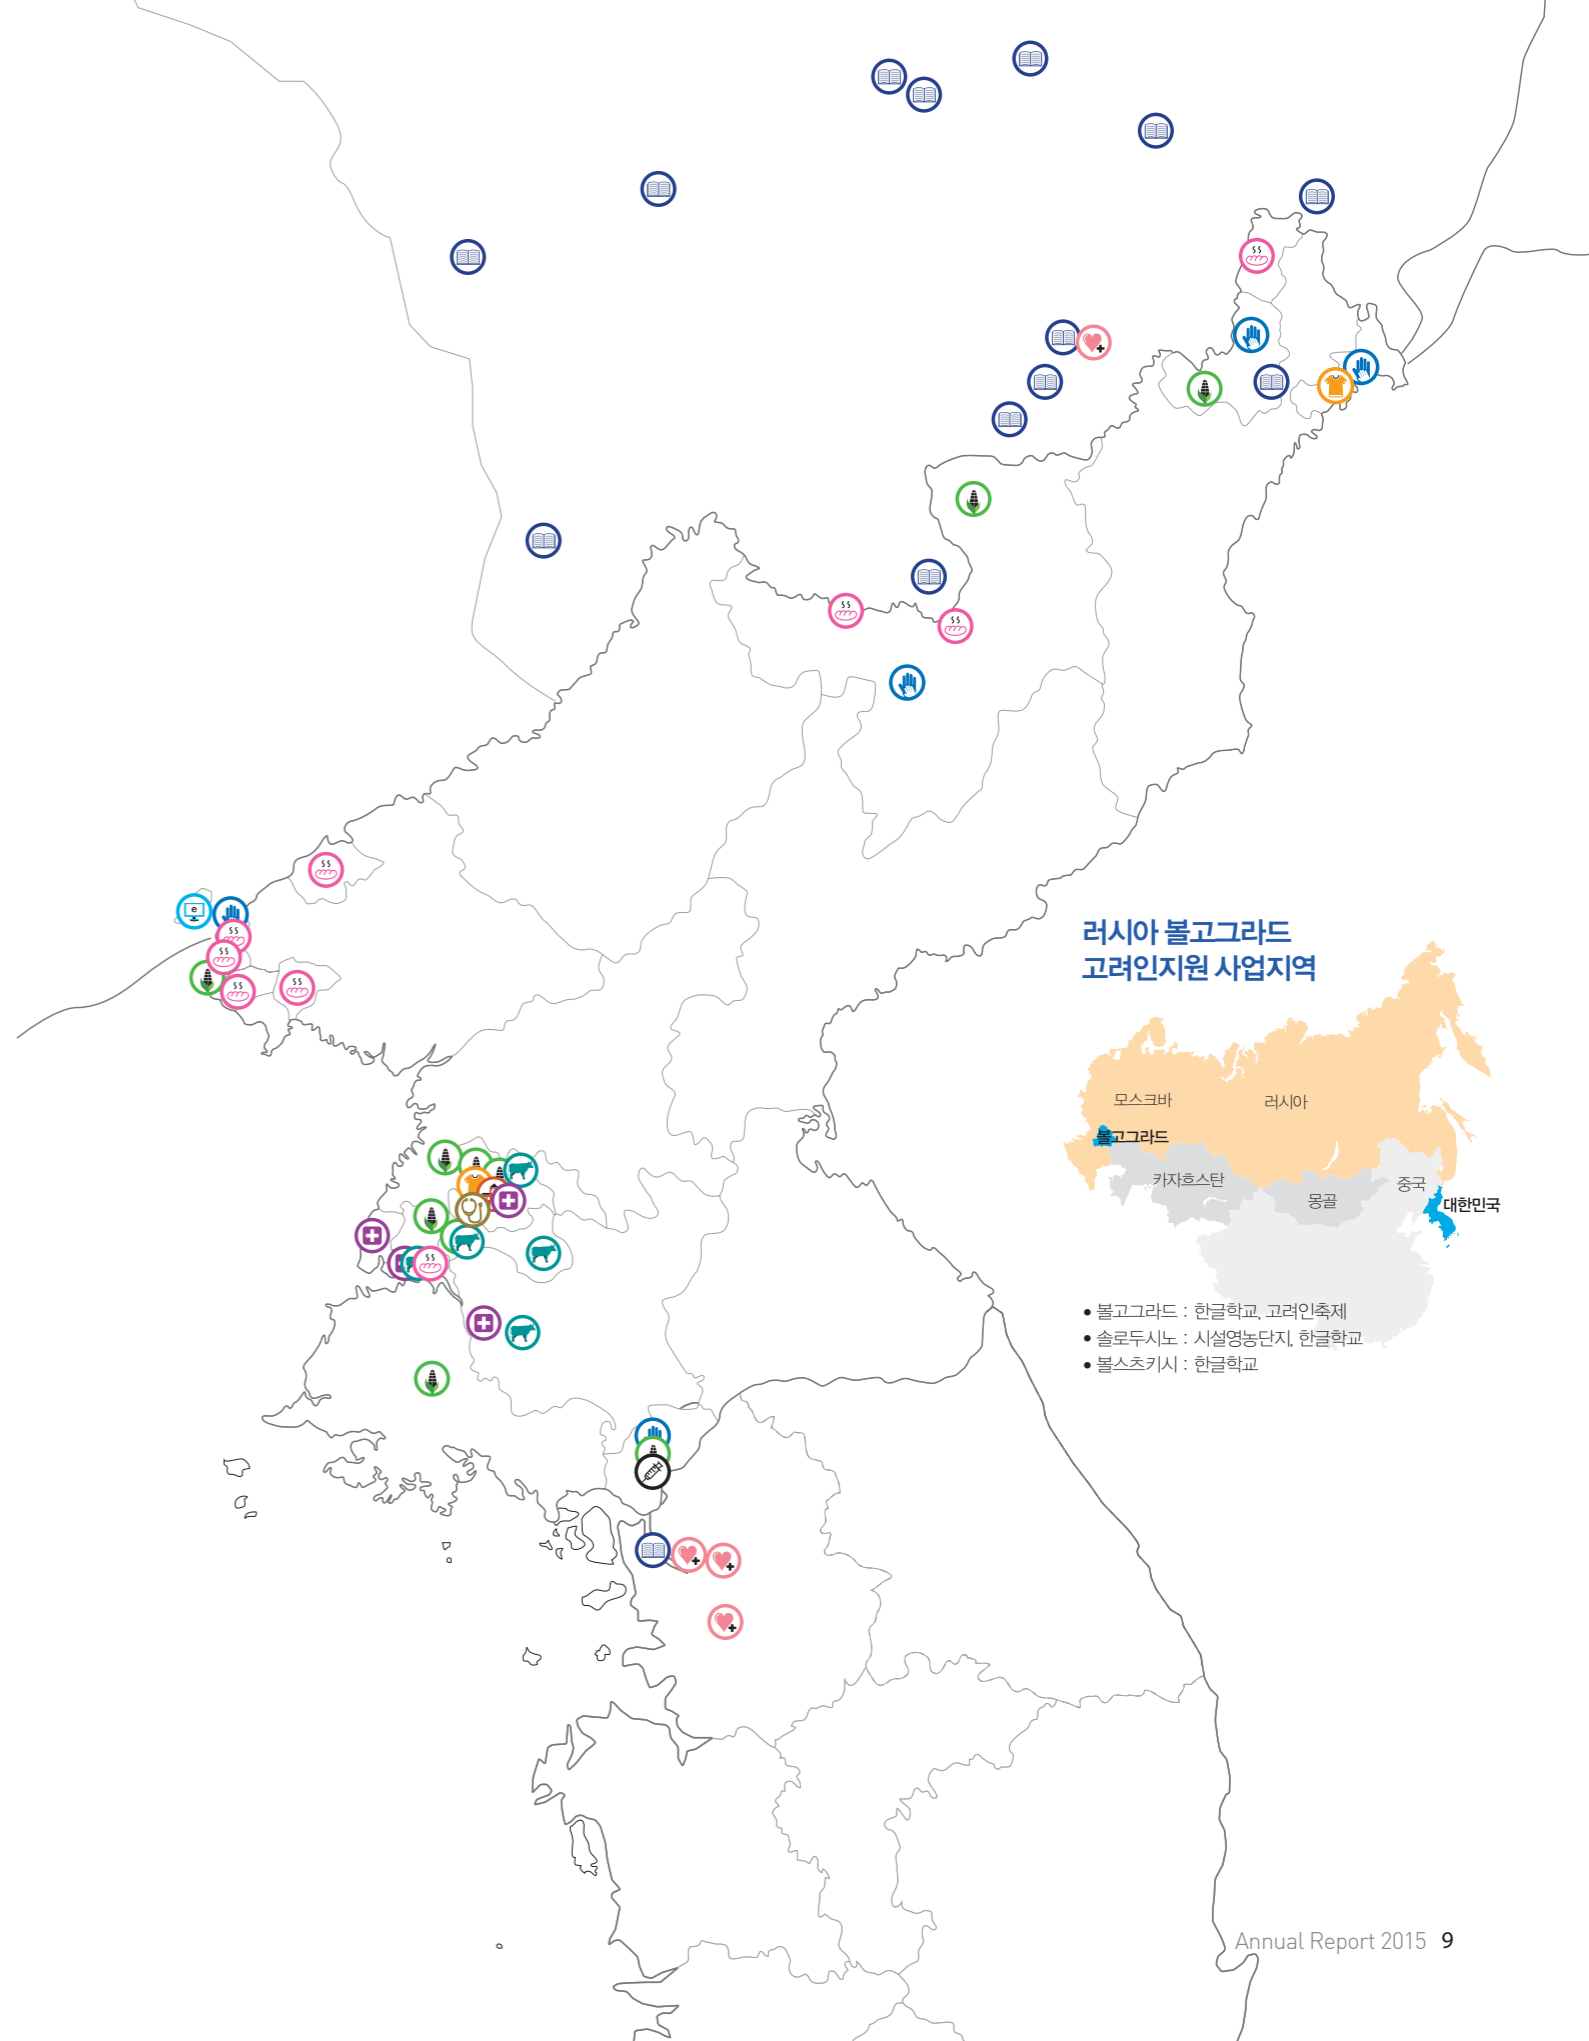 러시아 볼고그라드
고려인지원 사업지역
모스크바
러시아
볼고그라드
카자흐스탄
몽골
중국
대한민국
• 볼고그라드 : 한글학교, 고려인축제
• 솔로두시노 : 시설영농단지, 한글학교
• 볼스츠키시 : 한글학교
Annual Report 2015 9